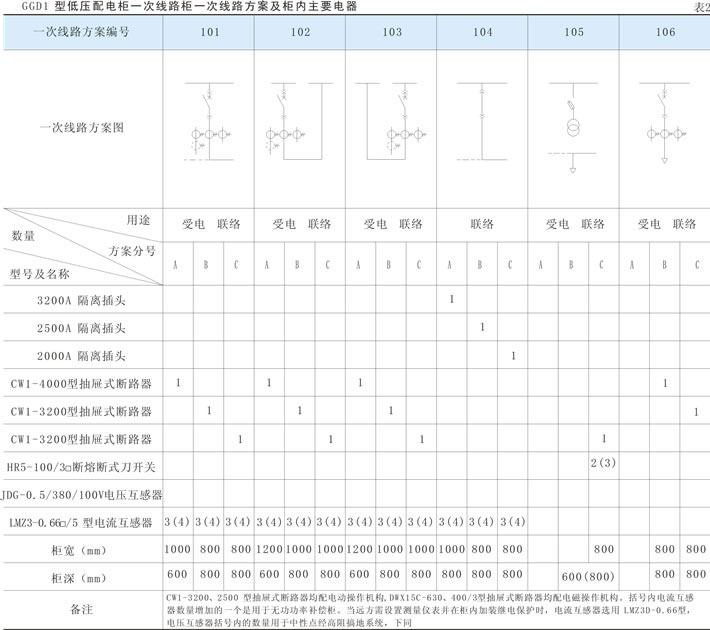 GGD1 型低压配电柜一次线路柜一次线路方案及柜内主要电器 表2
一次线路方案编号 101 102 103 104 105 106
一次线路方案图
用途 受电 联络 受电 联络 受电 联络 联络 受电 联络 受电 联络
数量
方案分号 A B C A B C A B C A B C A B C A B C
型号及名称
3200A 隔离插头 1
2500A 隔离插头 1
2000A 隔离插头 1
CW1-4000型抽屉式断路器 1 1 1 1
CW1-3200型抽屉式断路器 1 1 1 1
CW1-3200型抽屉式断路器 1 1 1 1
HR5-100/3□断熔断式刀开关 2(3)
JDG-0.5/380/100V电压互感器
LMZ3-0.66□/5 型电流互感器 3(4) 3(4) 3(4) 3(4) 3(4) 3(4) 3(4) 3(4) 3(4) 3(4) 3(4) 3(4)
柜宽（mm） 1000 800 800 1200 1000 1000 1200 1000 1000 1000 800 800 800 800 800
柜深（mm） 600 800 800 600 800 800 600 800 800 600 800 800 600(800) 800 800
备注
CW1-3200、2500 型抽屉式断路器均配电动操作机构,DWX15C-630、400/3型抽屉式断路器均配电磁操作机构。括号内电流互感
器数量增加的一个是用于无功功率补偿柜。当远方需设置测量仪表并在柜内加装继电保护时，电流互感器选用 LMZ3D-0.66型，
电压互感器括号内的数量用于中性点经高阻搞地系统，下同